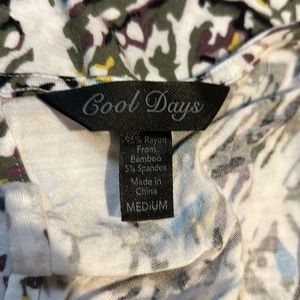 Cool Days
95% Rayon
From
Bamboo
5% Spandex
Made in
China
MEDIUM